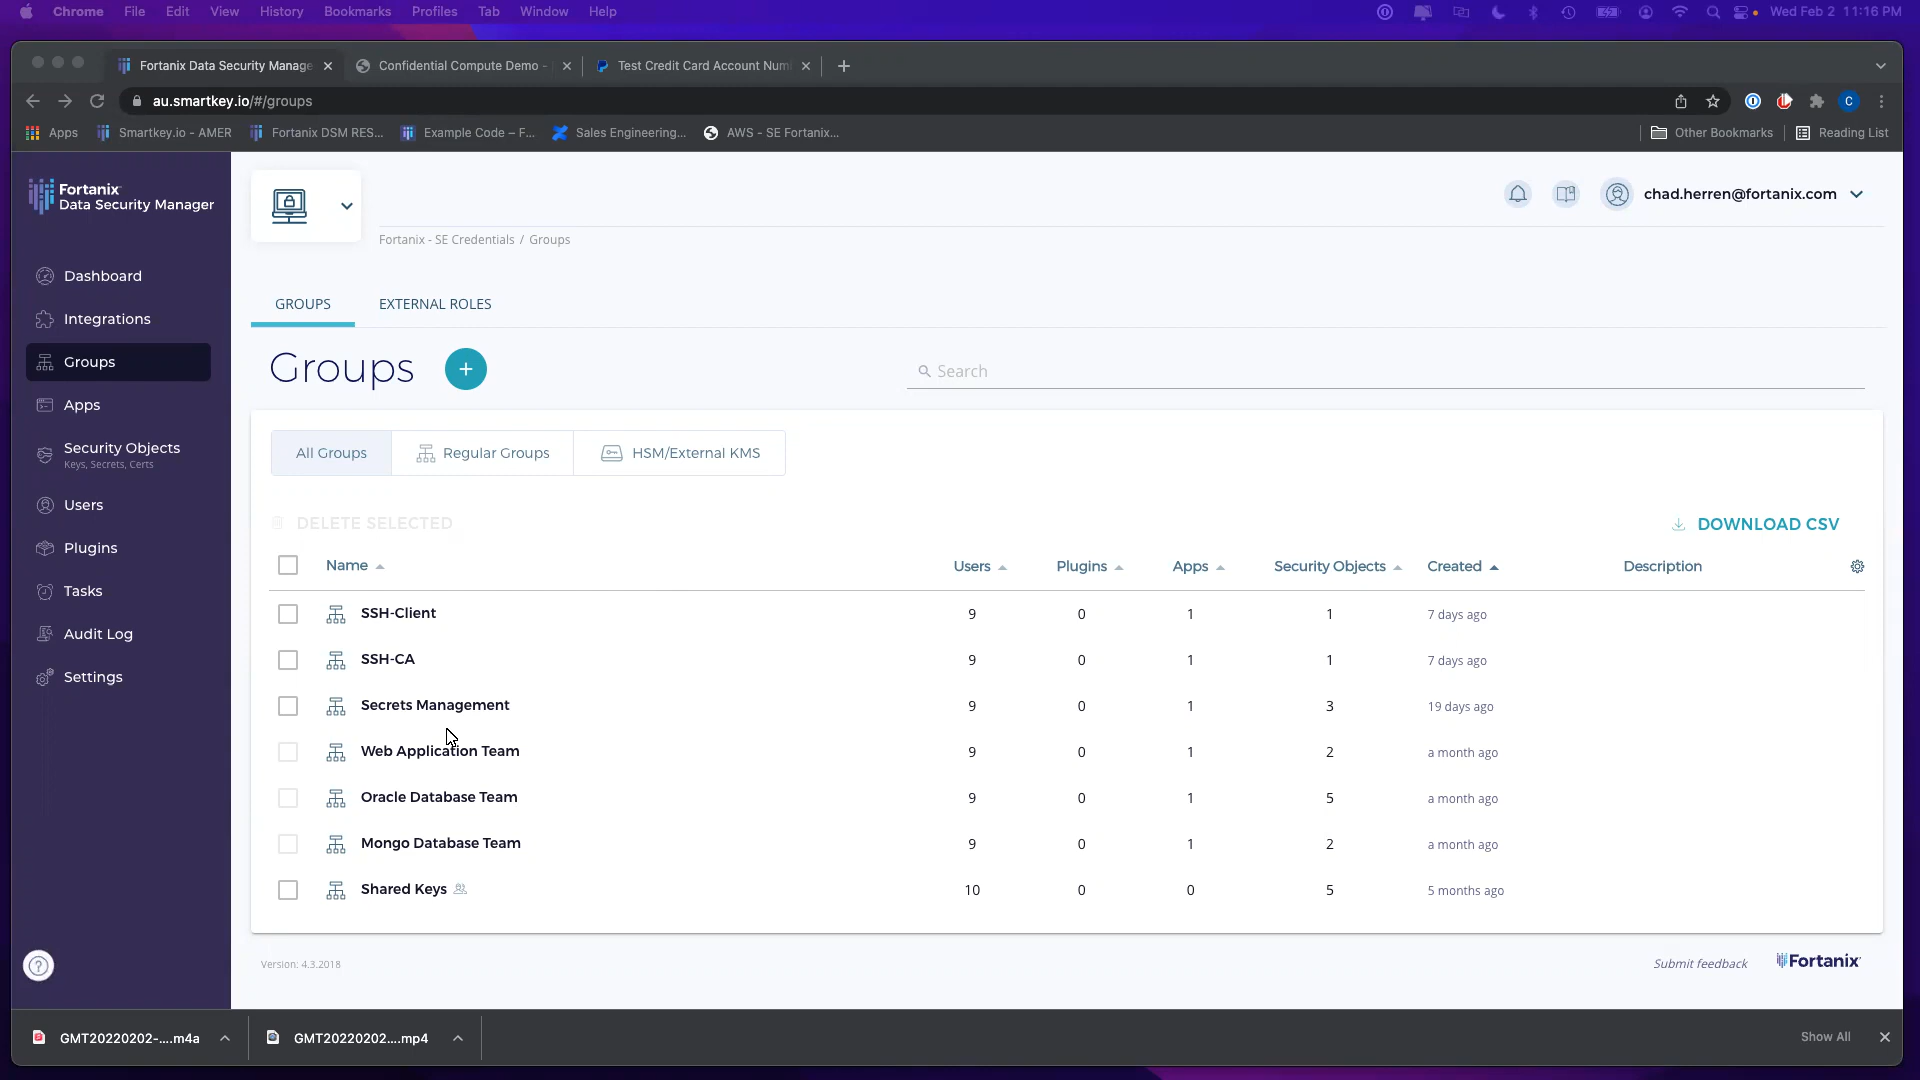 Chrome File Edit View History Bookmarks Profiles Tab Window Help Wed Feb 2 11:16 PM
Fortanix Data Security Manage
Confidential Compute Demo -
Test Credit Card Account Num
au.smartkey.io/#/groups
Apps Smartkey.io - AMER Fortanix DSM RES... Example Code – F... Sales Engineering... AWS - SE Fortanix... Other Bookmarks Reading List
Fortanix
Data Security Manager
Dashboard
Integrations
Groups
Apps
Security Objects
Keys, Secrets, Certs
Users
Plugins
Tasks
Audit Log
Settings
chad.herren@fortanix.com
Fortanix - SE Credentials / Groups
GROUPS EXTERNAL ROLES
Groups + Search
All Groups Regular Groups HSM/External KMS
DELETE SELECTED DOWNLOAD CSV
Name Users Plugins Apps Security Objects Created Description
SSH-Client 9 0 1 1 7 days ago
SSH-CA 9 0 1 1 7 days ago
Secrets Management 9 0 1 3 19 days ago
Web Application Team 9 0 1 2 a month ago
Oracle Database Team 9 0 1 5 a month ago
Mongo Database Team 9 0 1 2 a month ago
Shared Keys 10 0 0 5 5 months ago
Version: 4.3.2018 Submit feedback Fortanix
GMT20220202-....m4a GMT20220202....mp4 Show All